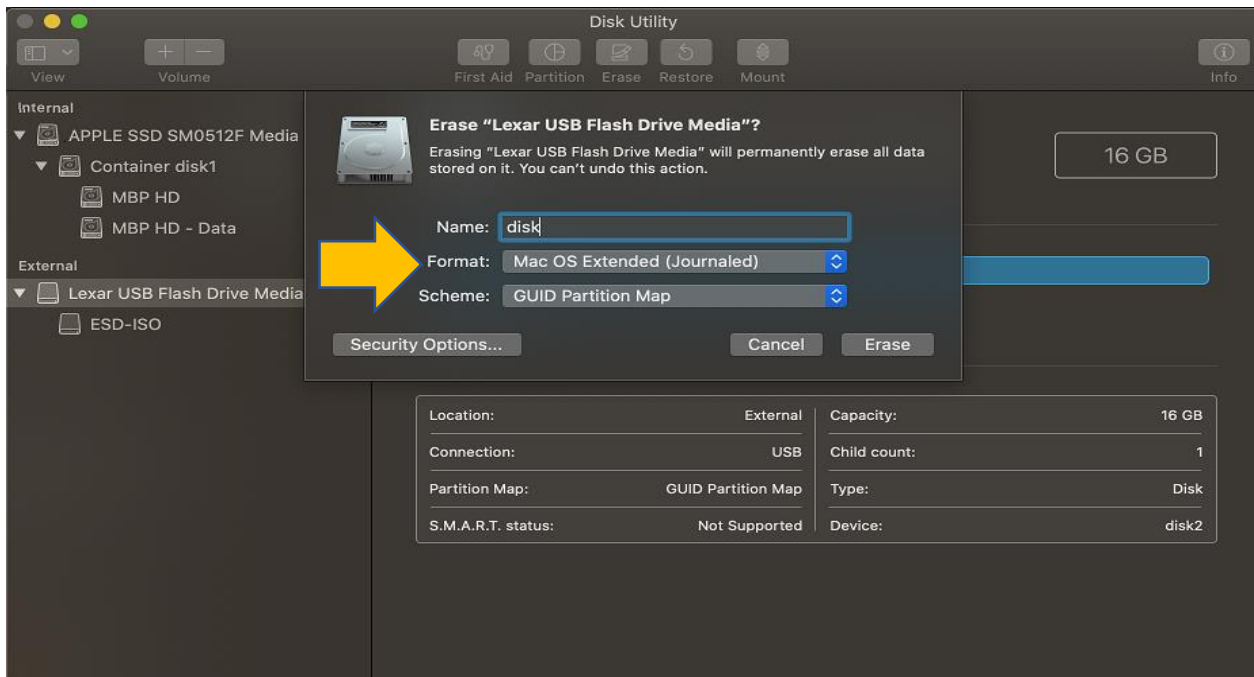 Disk Utility
View
Volume
First Aid
Partition
Erase
Restore
Mount
Info
Internal
APPLE SSD SM0512F Media
Container disk1
MBP HD
MBP HD - Data
External
Lexar USB Flash Drive Media
ESD-ISO
Erase “Lexar USB Flash Drive Media”?
Erasing “Lexar USB Flash Drive Media” will permanently erase all data
stored on it. You can’t undo this action.
Name: disk
Format: Mac OS Extended (Journaled)
Scheme: GUID Partition Map
Security Options...
Cancel
Erase
16 GB
Location: External
Capacity: 16 GB
Connection: USB
Child count: 1
Partition Map: GUID Partition Map
Type: Disk
S.M.A.R.T. status: Not Supported
Device: disk2